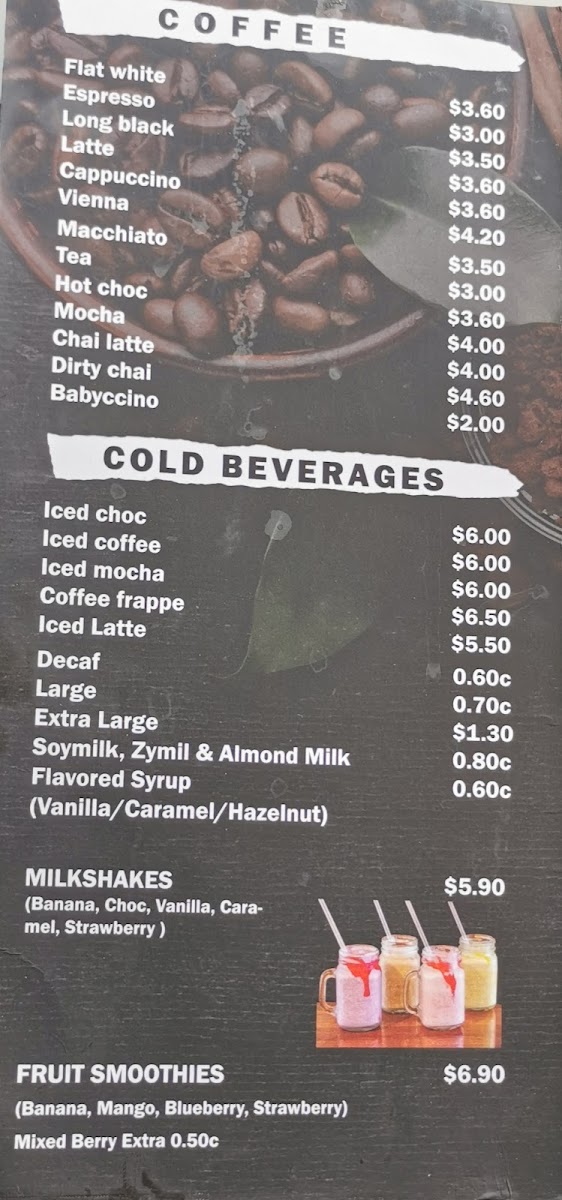 COFFEE
Flat white $3.60
Espresso $3.00
Long black $3.50
Latte $3.60
Cappuccino $3.60
Vienna $4.20
Macchiato $3.50
Tea $3.00
Hot choc $3.60
Mocha $4.00
Chai latte $4.00
Dirty chai $4.60
Babyccino $2.00
COLD BEVERAGES
Iced choc $6.00
Iced coffee $6.00
Iced mocha $6.00
Coffee frappe $6.50
Iced Latte $5.50
Decaf 0.60c
Large 0.70c
Extra Large $1.30
Soymilk, Zymil & Almond Milk 0.80c
Flavored Syrup 0.60c
(Vanilla/Caramel/Hazelnut)
MILKSHAKES $5.90
(Banana, Choc, Vanilla, Cara-
mel, Strawberry )
FRUIT SMOOTHIES $6.90
(Banana, Mango, Blueberry, Strawberry)
Mixed Berry Extra 0.50c